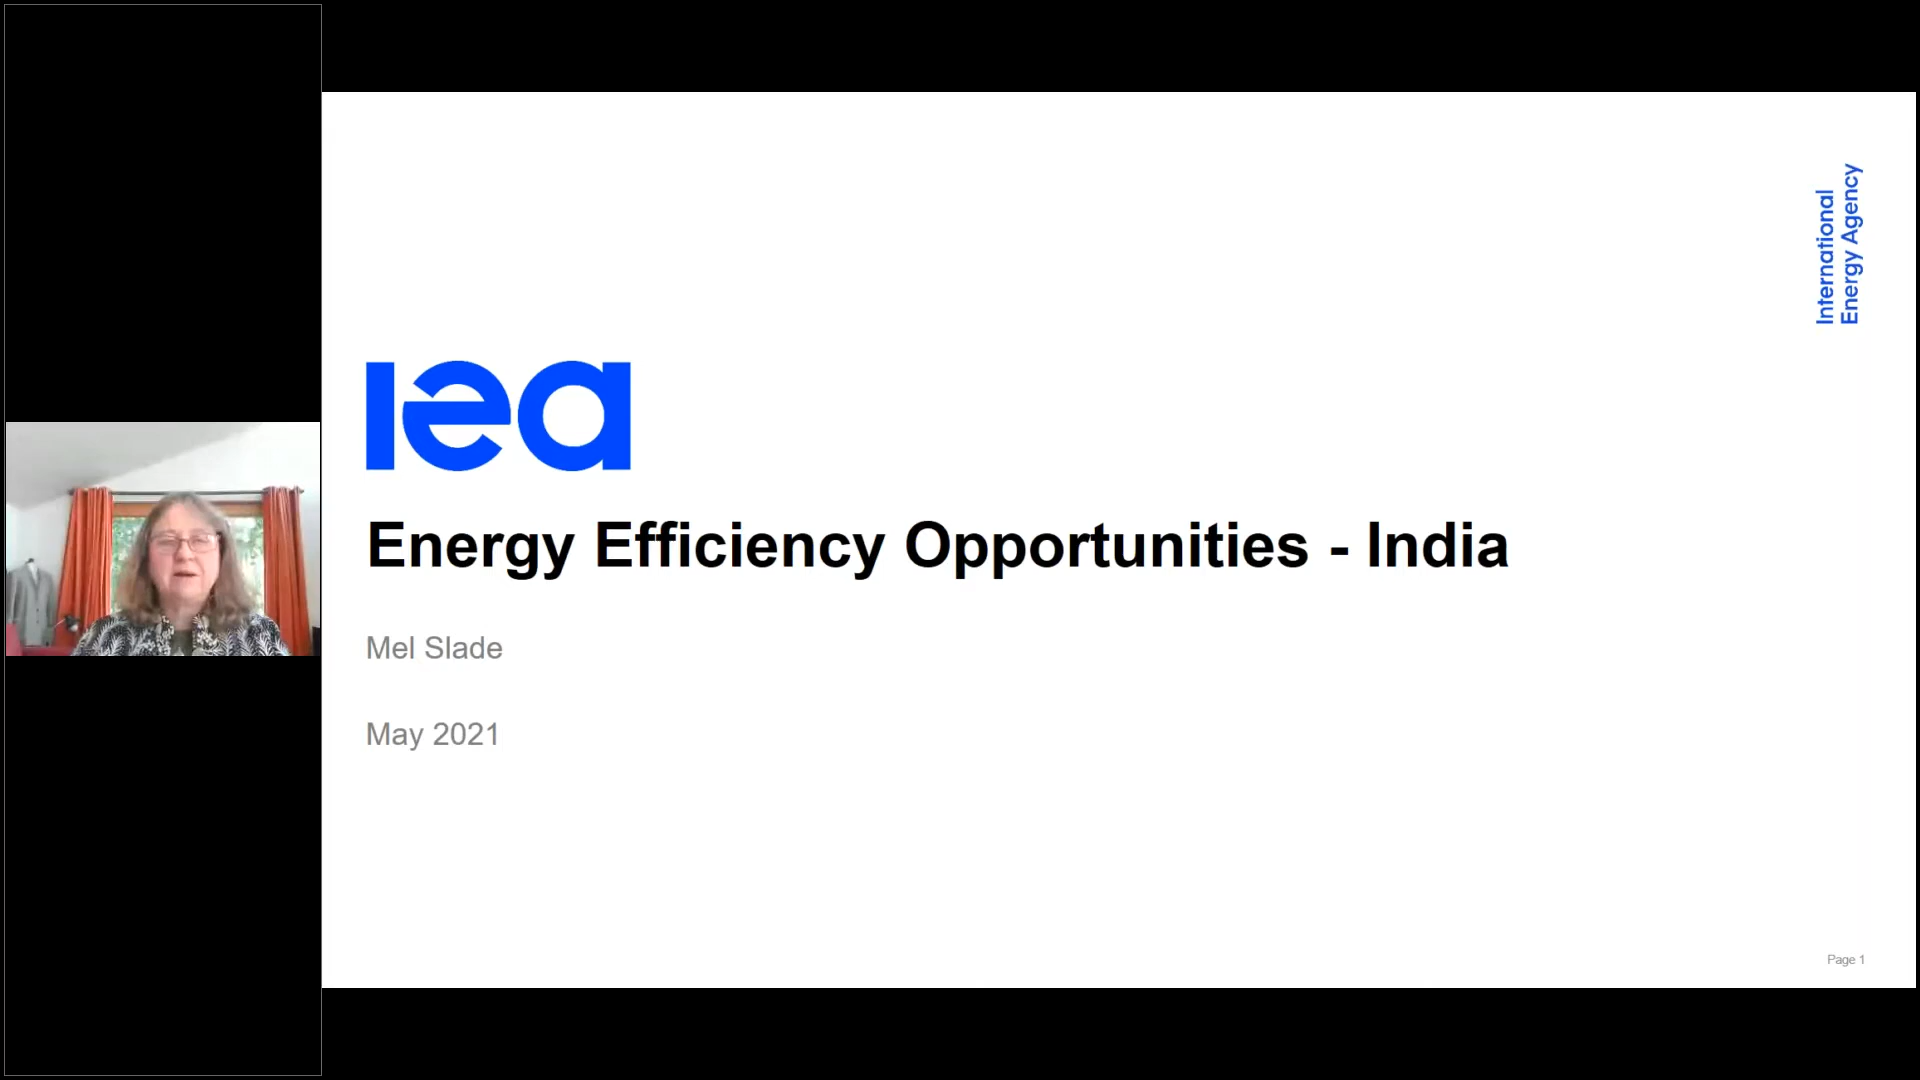 International
Energy Agency
iea
Energy Efficiency Opportunities - India
Mel Slade
May 2021
Page 1